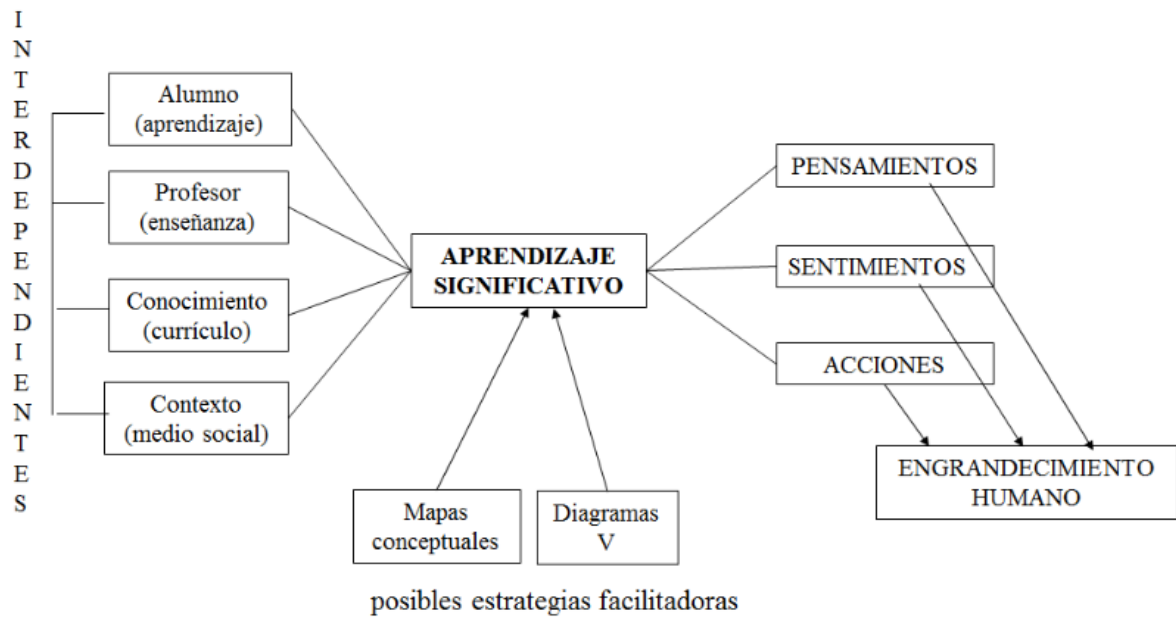 INTERDEPENDIENTES
Alumno
(aprendizaje)
Profesor
(enseñanza)
Conocimiento
(currículo)
Contexto
(medio social)
APRENDIZAJE
SIGNIFICATIVO
PENSAMIENTOS
SENTIMIENTOS
ACCIONES
ENGRANDECIMIENTO
HUMANO
Mapas
conceptuales
Diagramas
V
posibles estrategias facilitadoras